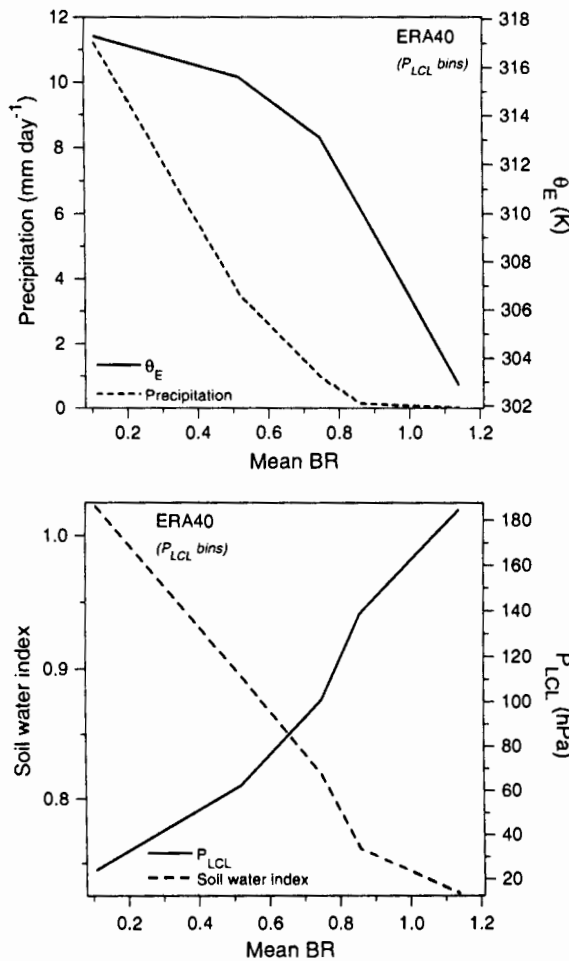 ERA40
(P_LCL bins)
Precipitation (mm day⁻¹)
12
10
8
6
4
2
0
318
316
314
312
310
308
306
304
302
θ_E (K)
θ_E
Precipitation
0.2 0.4 0.6 0.8 1.0 1.2
Mean BR
ERA40
(P_LCL bins)
Soil water index
1.0
0.9
0.8
180
160
140
120
100
80
60
40
20
P_LCL (hPa)
P_LCL
Soil water index
0.2 0.4 0.6 0.8 1.0 1.2
Mean BR